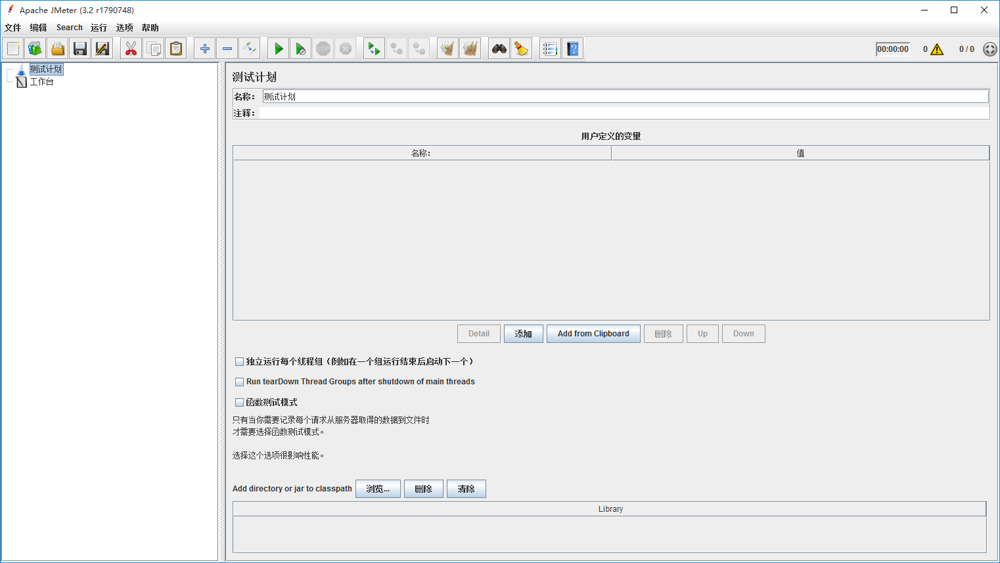 Apache JMeter (3.2 r1790748)
文件 编辑 Search 运行 选项 帮助
STOP
00:00:00 0 0 / 0
测试计划
工作台
测试计划
名称： 测试计划
注释：
用户定义的变量
名称： 值
Detail 添加 Add from Clipboard 删除 Up Down
独立运行每个线程组（例如在一个组运行结束后启动下一个）
Run tearDown Thread Groups after shutdown of main threads
函数测试模式
只有当你需要记录每个请求从服务器取得的数据到文件时
才需要选择函数测试模式。
选择这个选项很影响性能。
Add directory or jar to classpath 浏览... 删除 清除
Library